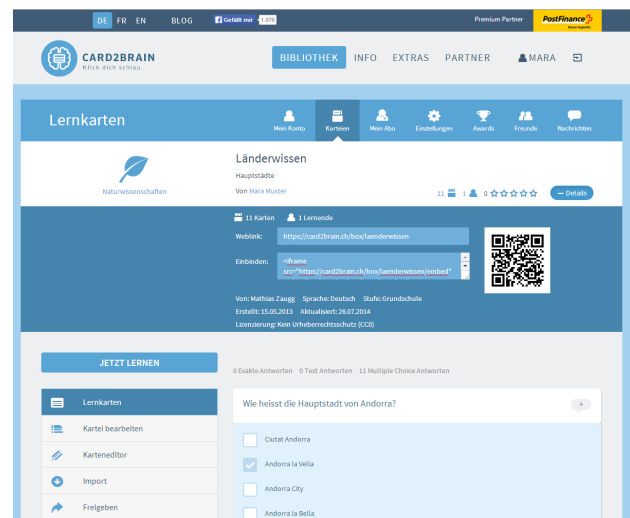 DE FR EN BLOG Gefällt mir 1.076 Premium Partner PostFinance
CARD2BRAIN
Klick dich schlau.
BIBLIOTHEK INFO EXTRAS PARTNER MARA
Lernkarten
Mein Konto Karteien Mein Abo Einstellungen Awards Freunde Nachrichten
Länderwissen
Hauptstädte
Naturwissenschaften
Von Mara Muster
11 1 0 Details
11 Karten 1 Lernende
Weblink: https://card2brain.ch/box/laenderwissen
Einbinden: <iframe
src="https://card2brain.ch/box/laenderwissen/embed"
Von: Mathias Zaugg Sprache: Deutsch Stufe: Grundschule
Erstellt: 15.05.2013 Aktualisiert: 26.07.2014
Lizenzierung: Kein Urheberrechtsschutz (CC0)
JETZT LERNEN
0 Exakte Antworten 0 Text Antworten 11 Multiple Choice Antworten
Lernkarten
Kartei bearbeiten
Karteneditor
Import
Freigeben
Wie heisst die Hauptstadt von Andorra? +
Ciutat Andorra
Andorra la Vella
Andorra City
Andorra la Bella